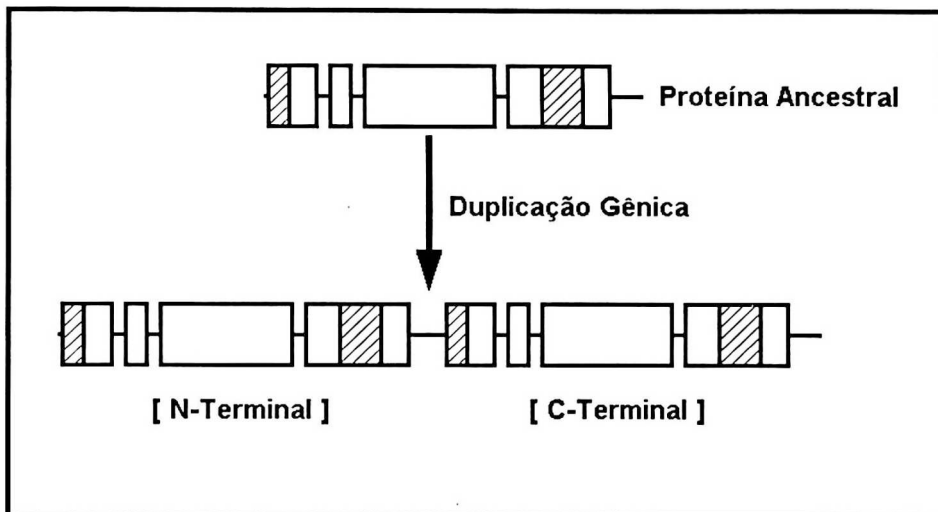 Proteína Ancestral
Duplicação Gênica
[ N-Terminal ]
[ C-Terminal ]